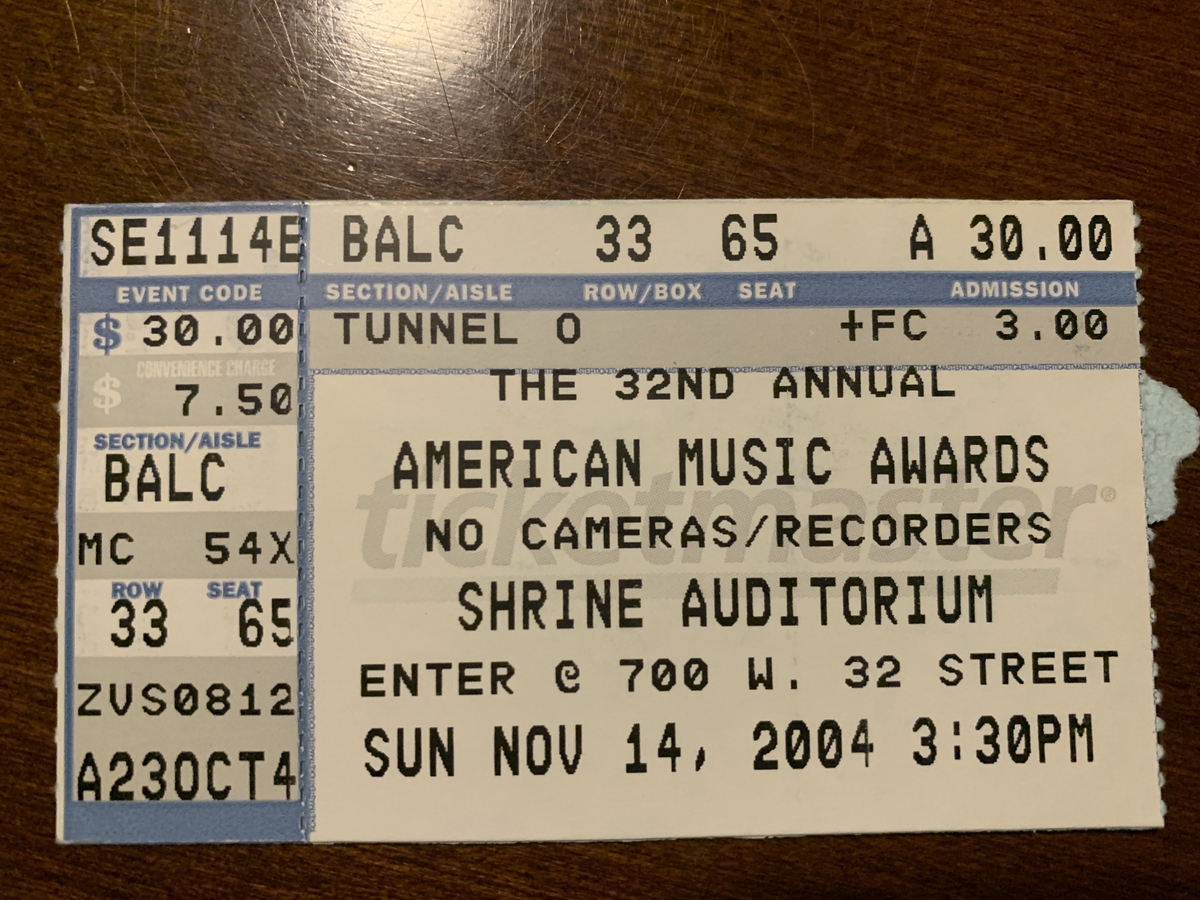 SE1114E
EVENT CODE
$ 30.00
CONVENIENCE CHARGE
$ 7.50
SECTION/AISLE
BALC
MC 54X
ROW SEAT
33 65
ZVS0812
A23OCT4
BALC 33 65 A 30.00
SECTION/AISLE ROW/BOX SEAT ADMISSION
TUNNEL O +FC 3.00
THE 32ND ANNUAL
AMERICAN MUSIC AWARDS
ticketmaster®
NO CAMERAS/RECORDERS
SHRINE AUDITORIUM
ENTER @ 700 W. 32 STREET
SUN NOV 14, 2004 3:30PM